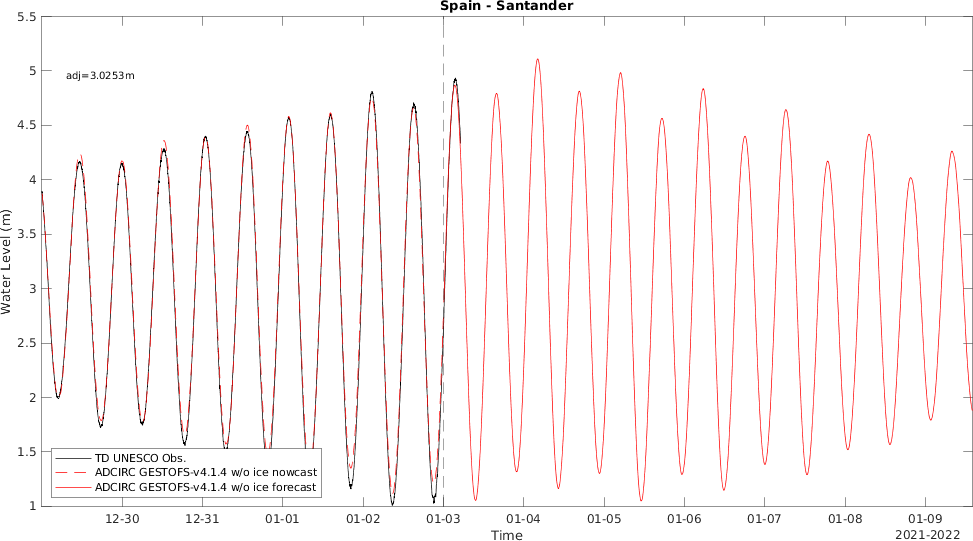 Spain - Santander
5.5
5
4.5
4
3.5
3
2.5
2
1.5
1
Water Level (m)
adj=3.0253m
TD UNESCO Obs.
ADCIRC GESTOFS-v4.1.4 w/o ice nowcast
ADCIRC GESTOFS-v4.1.4 w/o ice forecast
12-30 12-31 01-01 01-02 01-03 01-04 01-05 01-06 01-07 01-08 01-09
Time
2021-2022